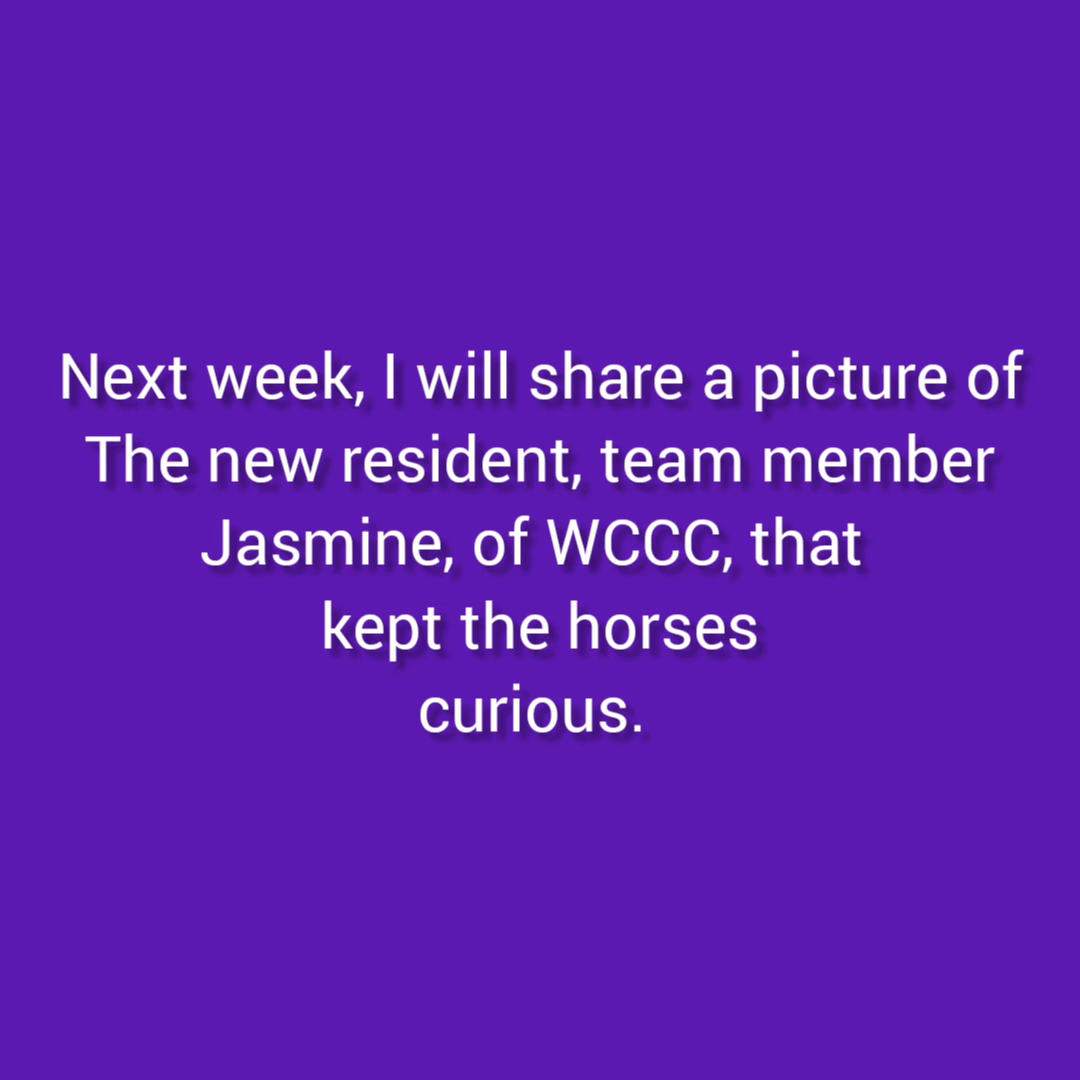 Next week, I will share a picture of
The new resident, team member
Jasmine, of WCCC, that
kept the horses
curious.